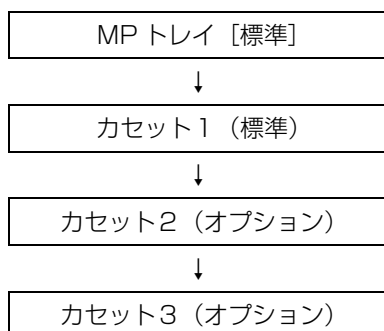 MP トレイ［標準］
↓
カセット１（標準）
↓
カセット２（オプション）
↓
カセット３（オプション）